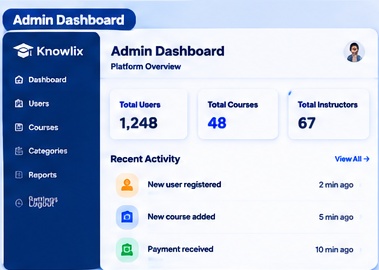 Admin Dashboard
Knowlix
Dashboard
Users
Courses
Categories
Reports
Logout
Admin Dashboard
Platform Overview
Total Users
1,248
Total Courses
48
Total Instructors
67
Recent Activity
View All →
New user registered
2 min ago
New course added
5 min ago
Payment received
10 min ago